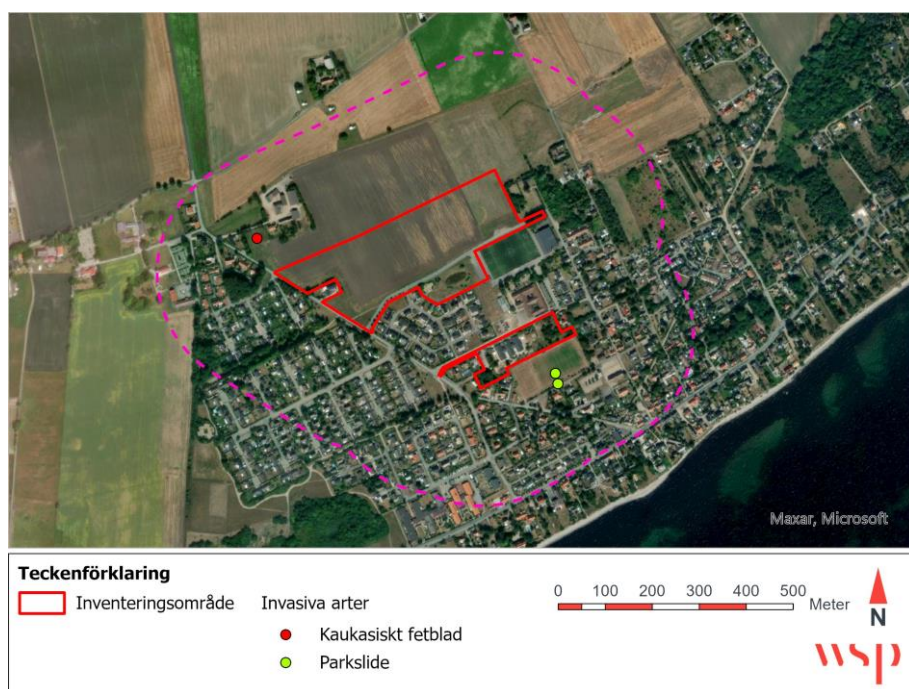 Maxar, Microsoft
Teckenförklaring
Inventeringsområde
Invasiva arter
Kaukasiskt fetblad
Parkslide
0 100 200 300 400 500 Meter
N
wsp